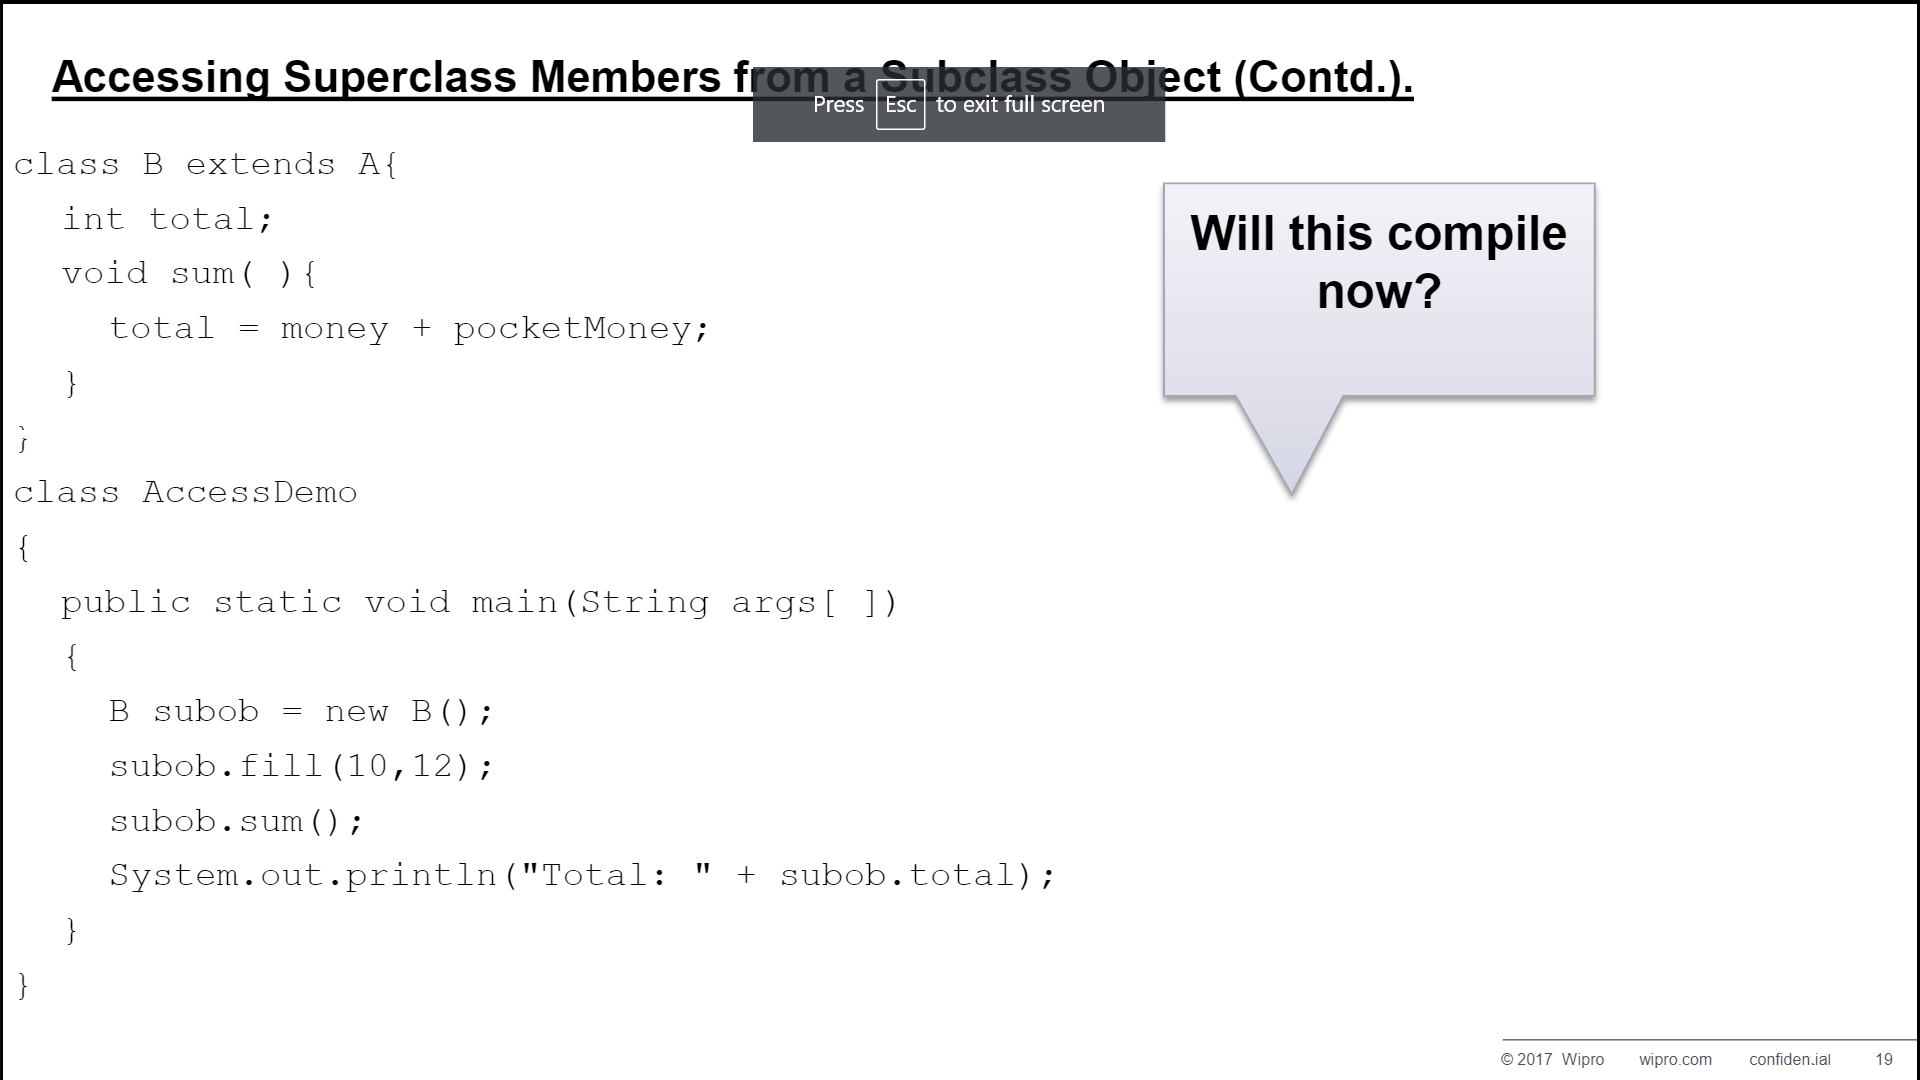 Accessing Superclass Members from a Subclass Object (Contd.).
Press Esc to exit full screen
class B extends A{
int total;
void sum( ){
total = money + pocketMoney;
}
}
Will this compile
now?
class AccessDemo
{
public static void main(String args[ ])
{
B subob = new B();
subob.fill(10,12);
subob.sum();
System.out.println("Total: " + subob.total);
}
}
© 2017 Wipro wipro.com confiden.ial 19